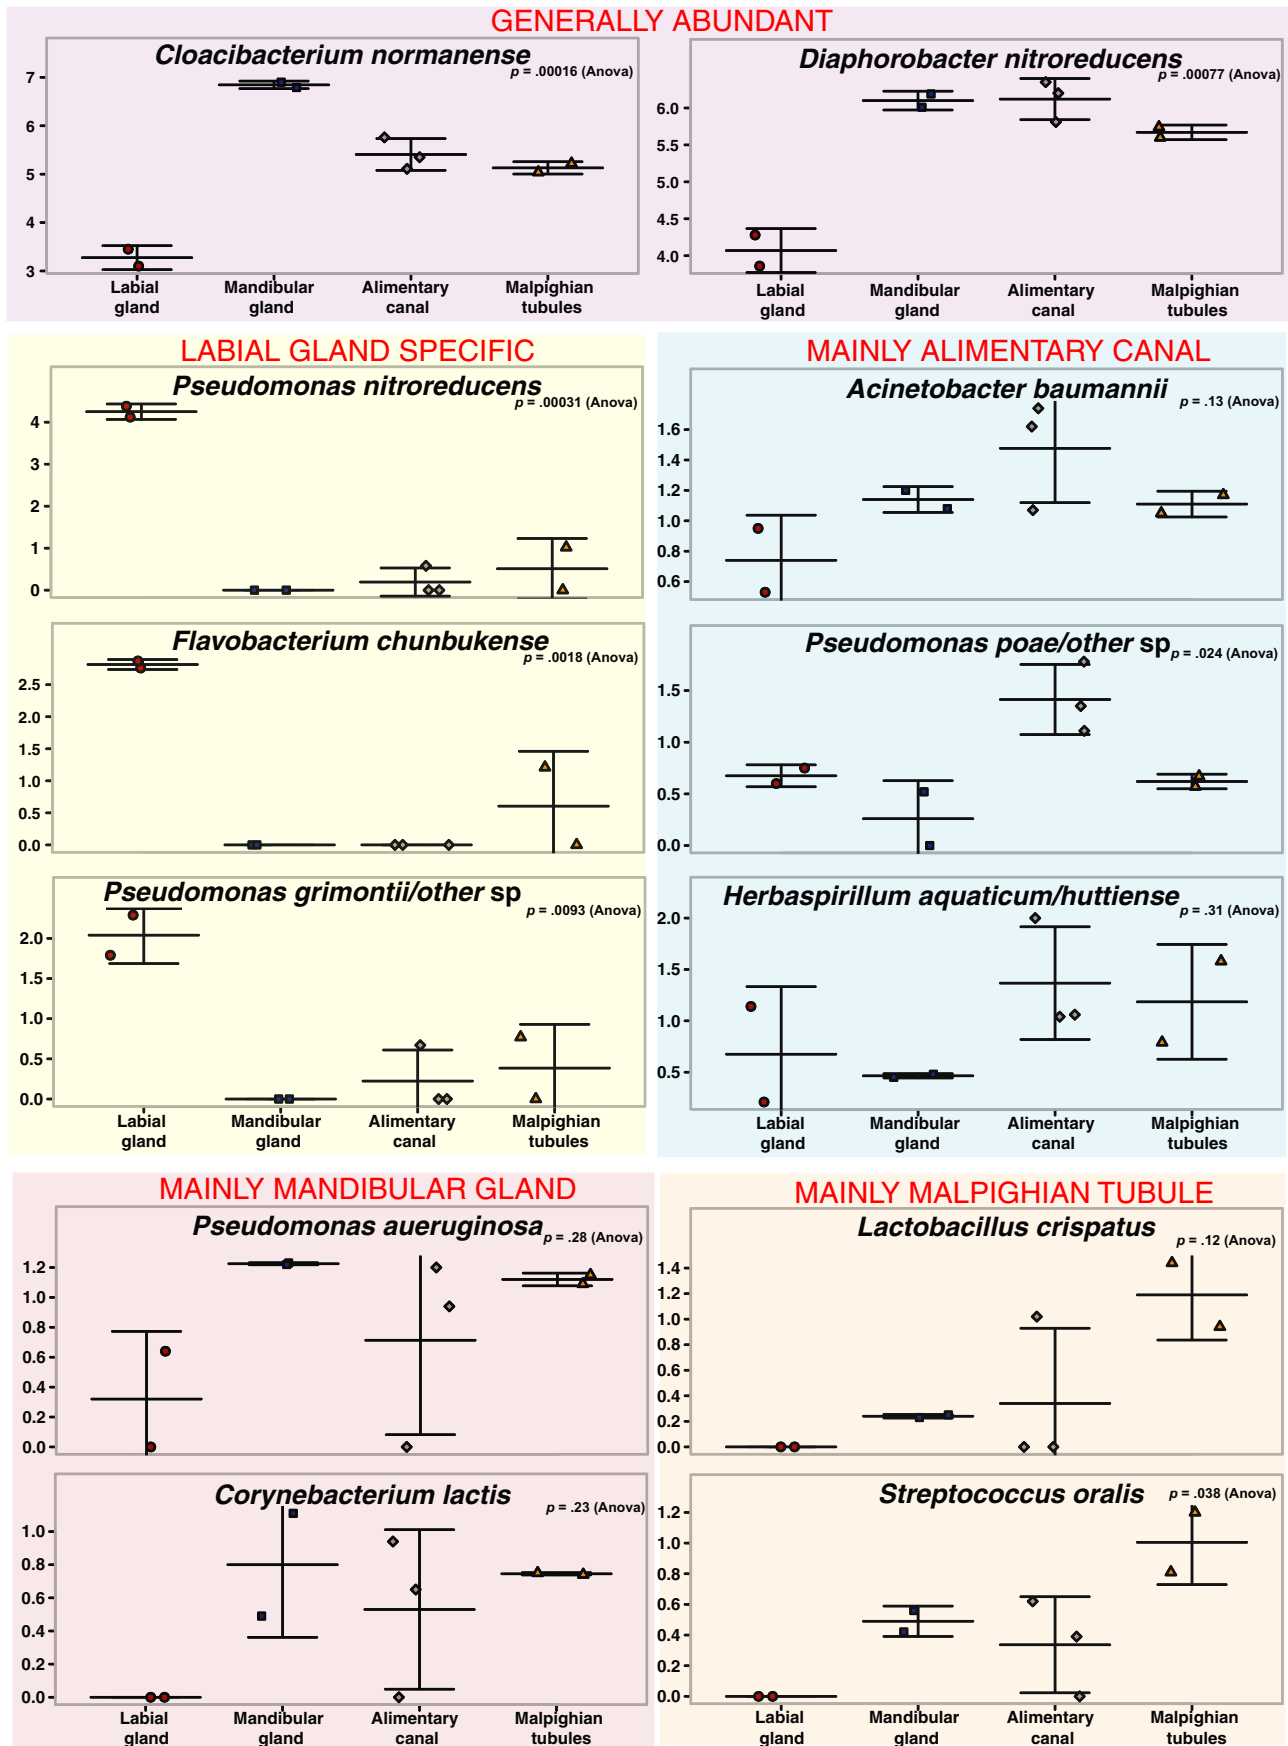 GENERALLY ABUNDANT
Cloacibacterium normanense
p = .00016 (Anova)
7
6
5
4
3
Labial gland
Mandibular gland
Alimentary canal
Malpighian tubules
Diaphorobacter nitroreducens
p = .00077 (Anova)
6.0
5.5
5.0
4.5
4.0
Labial gland
Mandibular gland
Alimentary canal
Malpighian tubules
LABIAL GLAND SPECIFIC
Pseudomonas nitroreducens
p = .00031 (Anova)
4
3
2
1
0
Flavobacterium chunbukense
p = .0018 (Anova)
2.5
2.0
1.5
1.0
0.5
0.0
Pseudomonas grimontii/other sp
p = .0093 (Anova)
2.0
1.5
1.0
0.5
0.0
Labial gland
Mandibular gland
Alimentary canal
Malpighian tubules
MAINLY ALIMENTARY CANAL
Acinetobacter baumannii
p = .13 (Anova)
1.6
1.4
1.2
1.0
0.8
0.6
Pseudomonas poae/other sp
p = .024 (Anova)
1.5
1.0
0.5
0.0
Herbaspirillum aquaticum/huttiense
p = .31 (Anova)
2.0
1.5
1.0
0.5
Labial gland
Mandibular gland
Alimentary canal
Malpighian tubules
MAINLY MANDIBULAR GLAND
Pseudomonas aueruginosa
p = .28 (Anova)
1.2
1.0
0.8
0.6
0.4
0.2
0.0
Corynebacterium lactis
p = .23 (Anova)
1.0
0.8
0.6
0.4
0.2
0.0
Labial gland
Mandibular gland
Alimentary canal
Malpighian tubules
MAINLY MALPIGHIAN TUBULE
Lactobacillus crispatus
p = .12 (Anova)
1.4
1.2
1.0
0.8
0.6
0.4
0.2
0.0
Streptococcus oralis
p = .038 (Anova)
1.2
1.0
0.8
0.6
0.4
0.2
0.0
Labial gland
Mandibular gland
Alimentary canal
Malpighian tubules